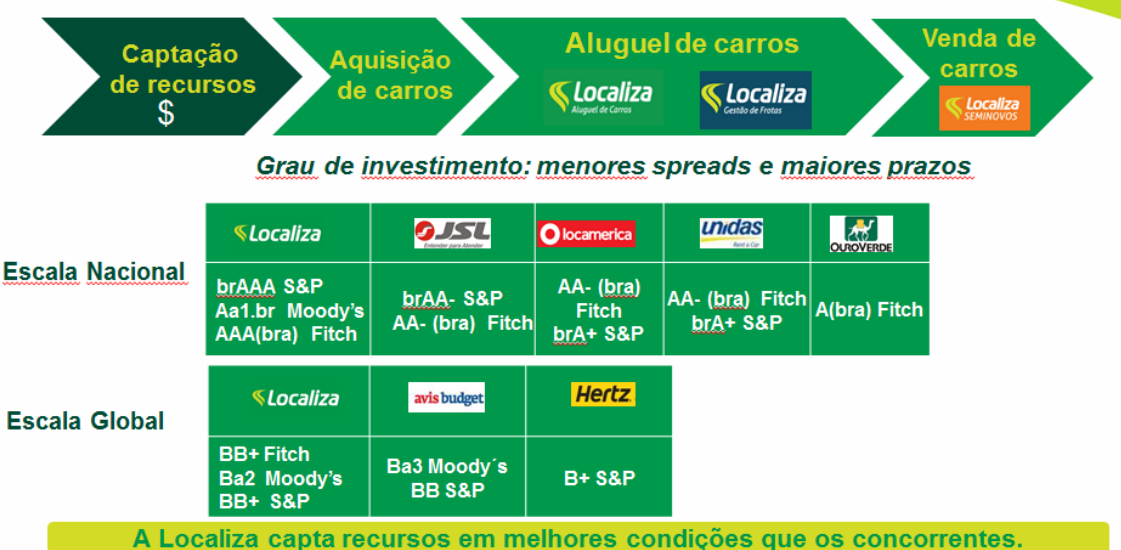 Captação
de recursos
$
Aquisição
de carros
Aluguel de carros
Localiza
Aluguel de Carros
Localiza
Gestão de Frotas
Venda de
carros
Localiza
SEMINOVOS
Grau de investimento: menores spreads e maiores prazos
Escala Nacional
Localiza
JSL
Entender para Atender
locamerica
unidas
Rent a Car
OUROVERDE
brAAA S&P
Aa1.br Moody’s
AAA(bra) Fitch
brAA- S&P
AA- (bra) Fitch
AA- (bra)
Fitch
brA+ S&P
AA- (bra) Fitch
brA+ S&P
A(bra) Fitch
Escala Global
Localiza
avis budget
Hertz
BB+ Fitch
Ba2 Moody’s
BB+ S&P
Ba3 Moody´s
BB S&P
B+ S&P
A Localiza capta recursos em melhores condições que os concorrentes.